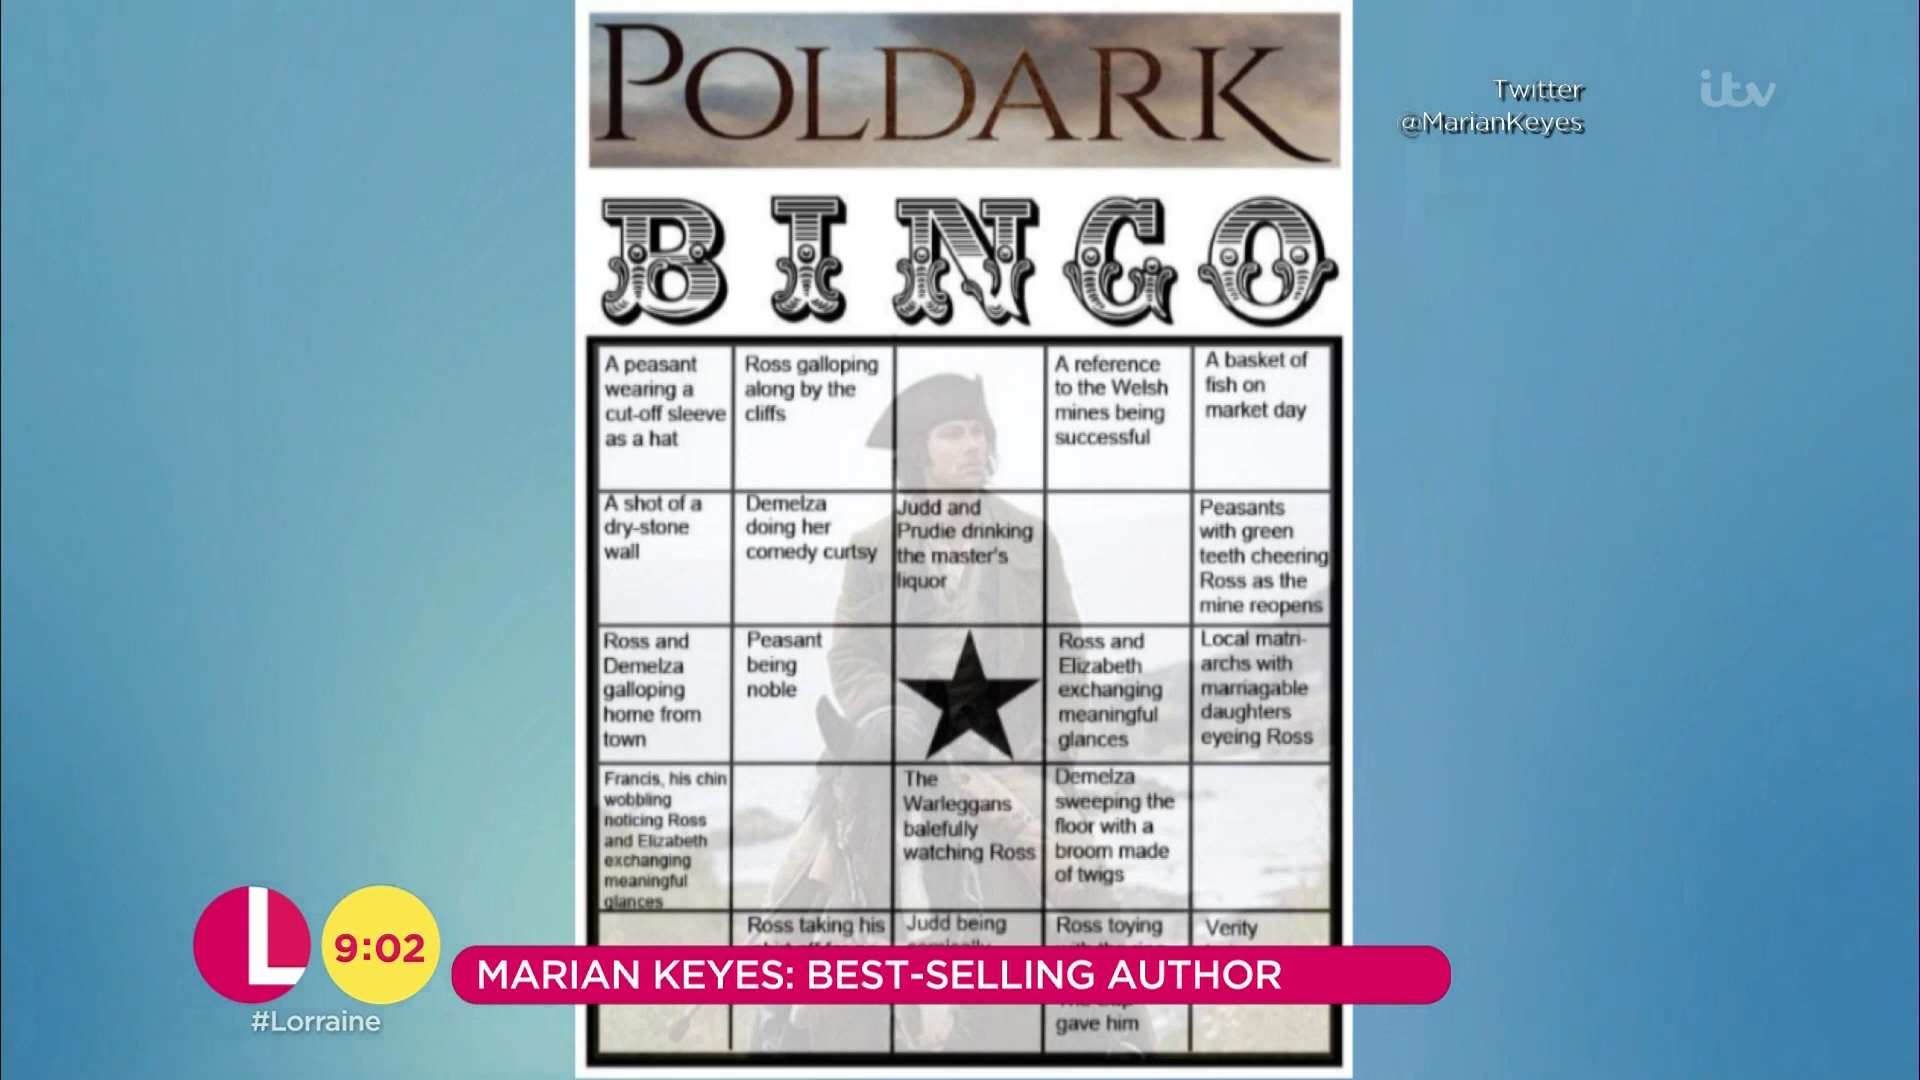 POLDARK
Twitter
@MarianKeyes
itv
BINGO
A peasant
wearing a
cut-off sleeve
as a hat
Ross galloping
along by the
cliffs
A reference
to the Welsh
mines being
successful
A basket of
fish on
market day
A shot of a
dry-stone
wall
Demelza
doing her
comedy curtsy
Judd and
Prudie drinking
the master's
liquor
Peasants
with green
teeth cheering
Ross as the
mine reopens
Ross and
Demelza
galloping
home from
town
Peasant
being
noble
Ross and
Elizabeth
exchanging
meaningful
glances
Local matri-
archs with
marriagable
daughters
eyeing Ross
Francis, his chin
wobbling
noticing Ross
and Elizabeth
exchanging
meaningful
glances
The
Warleggans
balefully
watching Ross
Demelza
sweeping the
floor with a
broom made
of twigs
Ross taking his
Judd being
Ross toying
gave him
Verity
L
9:02
MARIAN KEYES: BEST-SELLING AUTHOR
#Lorraine